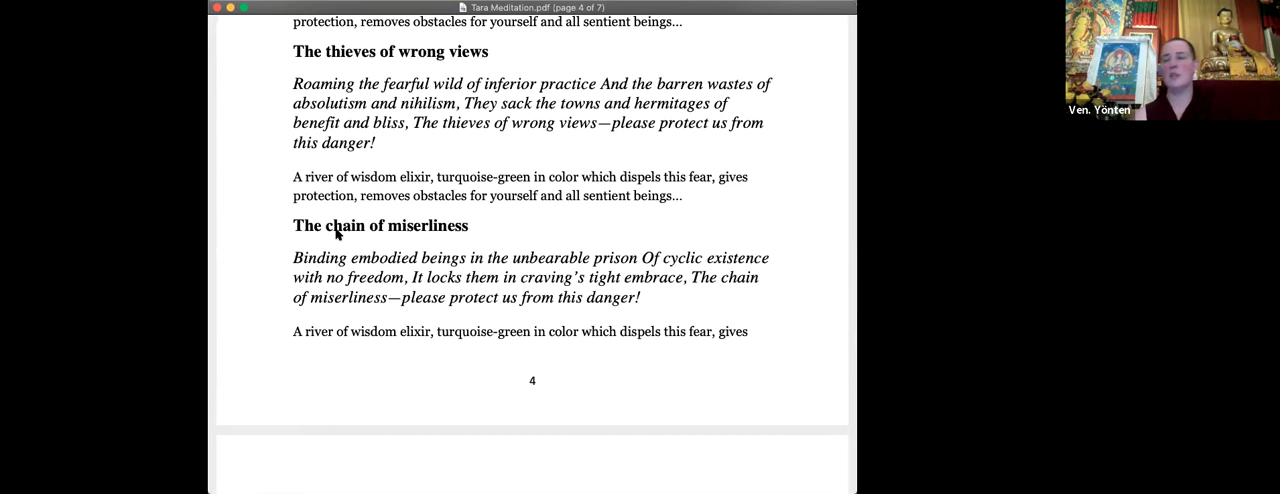 Tara Meditation.pdf (page 4 of 7)
protection, removes obstacles for yourself and all sentient beings...
The thieves of wrong views
Roaming the fearful wild of inferior practice And the barren wastes of
absolutism and nihilism, They sack the towns and hermitages of
benefit and bliss, The thieves of wrong views—please protect us from
this danger!
A river of wisdom elixir, turquoise-green in color which dispels this fear, gives
protection, removes obstacles for yourself and all sentient beings...
The chain of miserliness
Binding embodied beings in the unbearable prison Of cyclic existence
with no freedom, It locks them in craving's tight embrace, The chain
of miserliness—please protect us from this danger!
A river of wisdom elixir, turquoise-green in color which dispels this fear, gives
4
Ven. Yönten